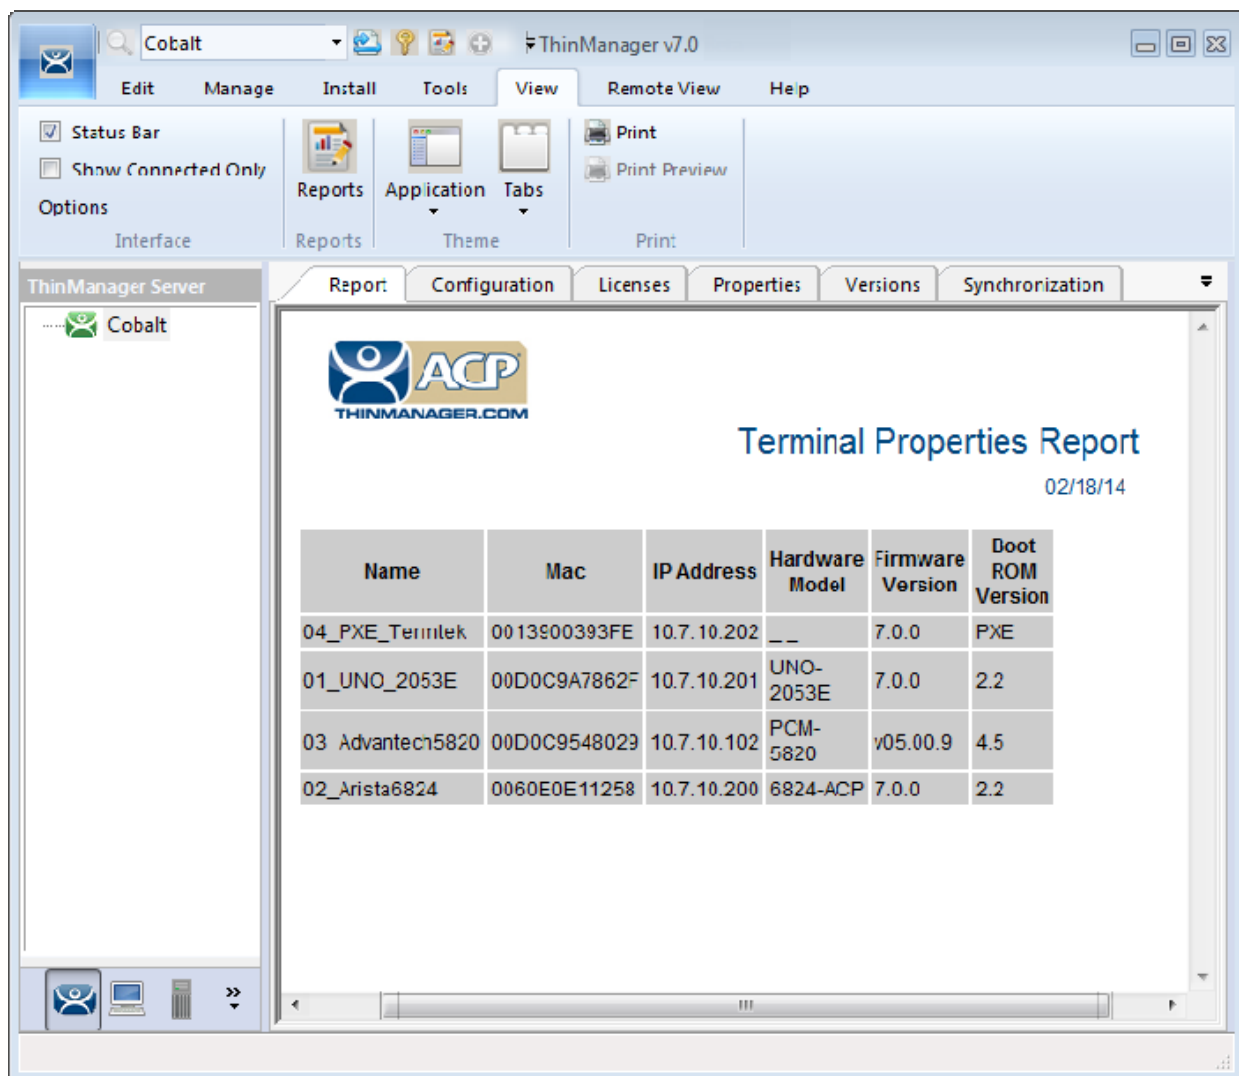 Cobalt
ThinManager v7.0
Edit Manage Install Tools View Remote View Help
Status Bar
Show Connected Only
Options
Interface
Reports
Reports
Application
Tabs
Theme
Print
Print Preview
Print
ThinManager Server
Cobalt
Report Configuration Licenses Properties Versions Synchronization
ACP
THINMANAGER.COM
Terminal Properties Report
02/18/14
Name Mac IP Address Hardware Model Firmware Version Boot ROM Version
04_PXE_Termtek 0013900393FE 10.7.10.202 _ _ 7.0.0 PXE
01_UNO_2053E 00D0C9A7862F 10.7.10.201 UNO-2053E 7.0.0 2.2
03_Advantech5820 00D0C9548029 10.7.10.102 PCM-5820 v05.00.9 4.5
02_Arista6824 0060E0E11258 10.7.10.200 6824-ACP 7.0.0 2.2